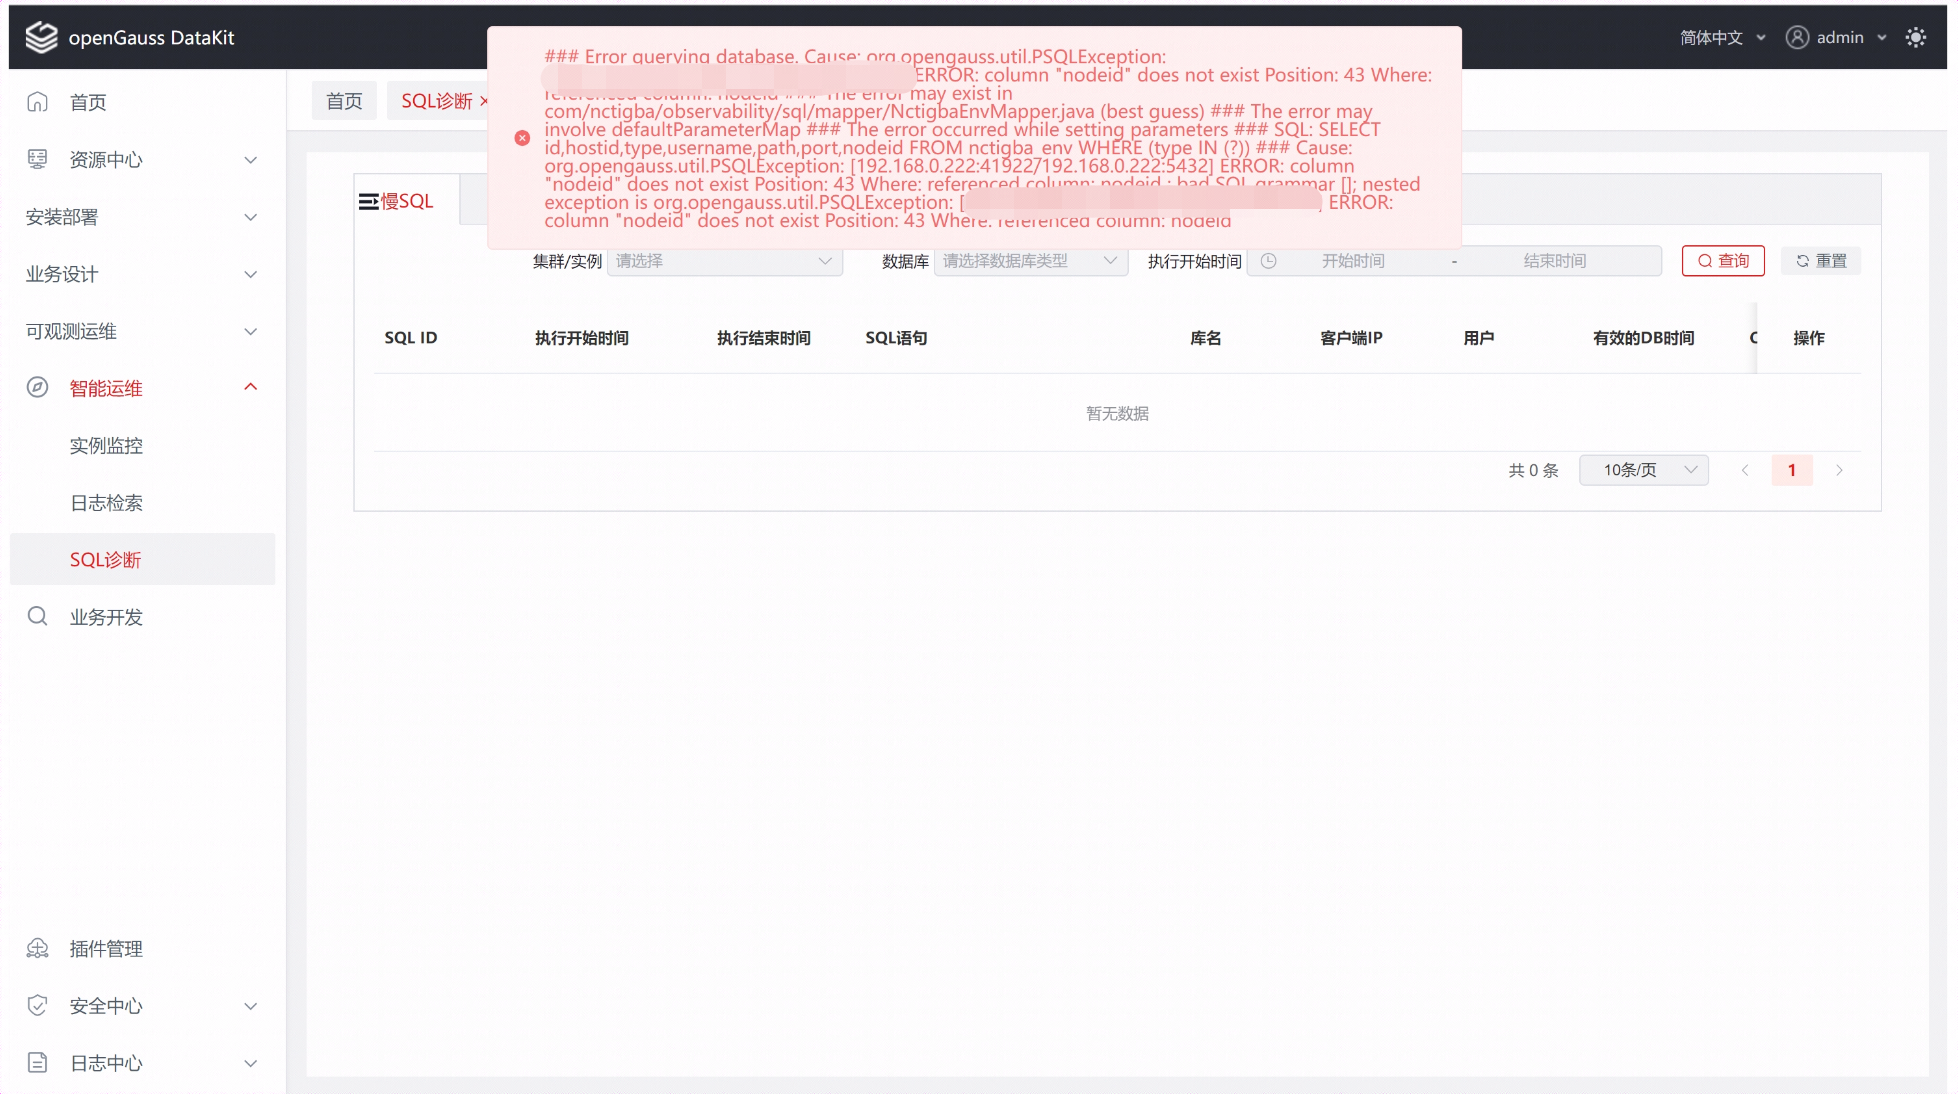 openGauss DataKit
简体中文
admin
### Error querying database. Cause: org.opengauss.util.PSQLException:
ERROR: column "nodeid" does not exist Position: 43 Where:
referenced column: nodeid ### The error may exist in
com/nctigba/observability/sql/mapper/NctigbaEnvMapper.java (best guess) ### The error may
involve defaultParameterMap ### The error occurred while setting parameters ### SQL: SELECT
id,hostid,type,username,path,port,nodeid FROM nctigba_env WHERE (type IN (?)) ### Cause:
org.opengauss.util.PSQLException: [192.168.0.222:41922/192.168.0.222:5432] ERROR: column
"nodeid" does not exist Position: 43 Where: referenced column: nodeid ; bad SQL grammar []; nested
exception is org.opengauss.util.PSQLException: [ ] ERROR:
column "nodeid" does not exist Position: 43 Where: referenced column: nodeid
首页
资源中心
安装部署
业务设计
可观测运维
智能运维
实例监控
日志检索
SQL诊断
业务开发
插件管理
安全中心
日志中心
首页
SQL诊断 ×
慢SQL
集群/实例 请选择 数据库 请选择数据库类型 执行开始时间 开始时间 - 结束时间 查询 重置
SQL ID 执行开始时间 执行结束时间 SQL语句 库名 客户端IP 用户 有效的DB时间 操作
暂无数据
共 0 条 10条/页 1